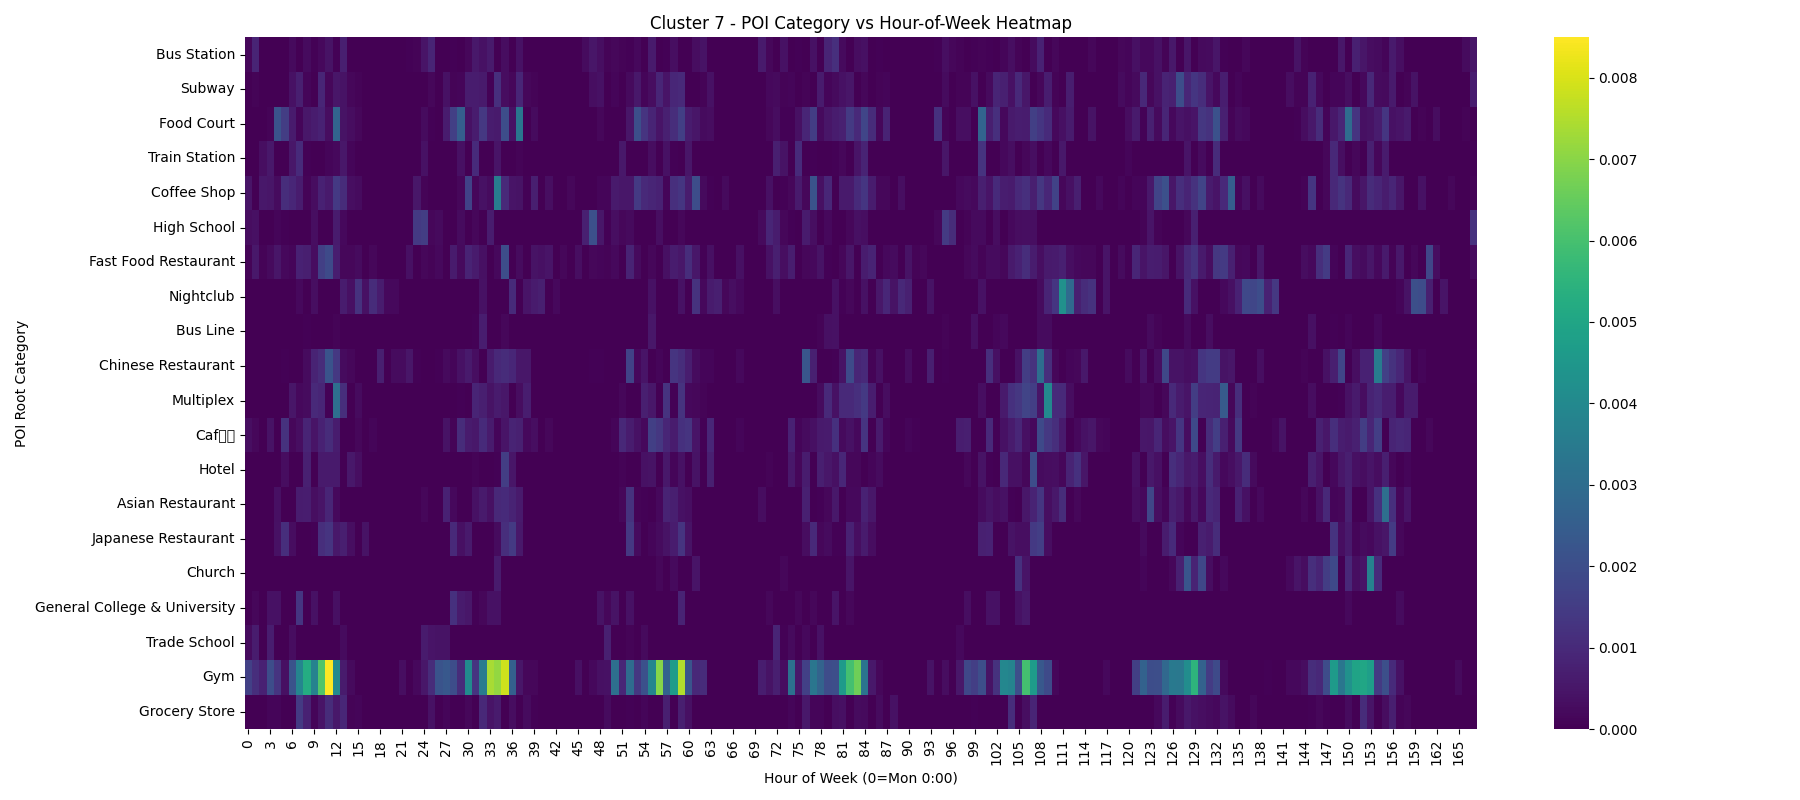 Cluster 7 - POI Category vs Hour-of-Week Heatmap
POI Root Category
Bus Station
Subway
Food Court
Train Station
Coffee Shop
High School
Fast Food Restaurant
Nightclub
Bus Line
Chinese Restaurant
Multiplex
Caf▯▯
Hotel
Asian Restaurant
Japanese Restaurant
Church
General College & University
Trade School
Gym
Grocery Store
0 3 6 9 12 15 18 21 24 27 30 33 36 39 42 45 48 51 54 57 60 63 66 69 72 75 78 81 84 87 90 93 96 99 102 105 108 111 114 117 120 123 126 129 132 135 138 141 144 147 150 153 156 159 162 165
Hour of Week (0=Mon 0:00)
0.008
0.007
0.006
0.005
0.004
0.003
0.002
0.001
0.000